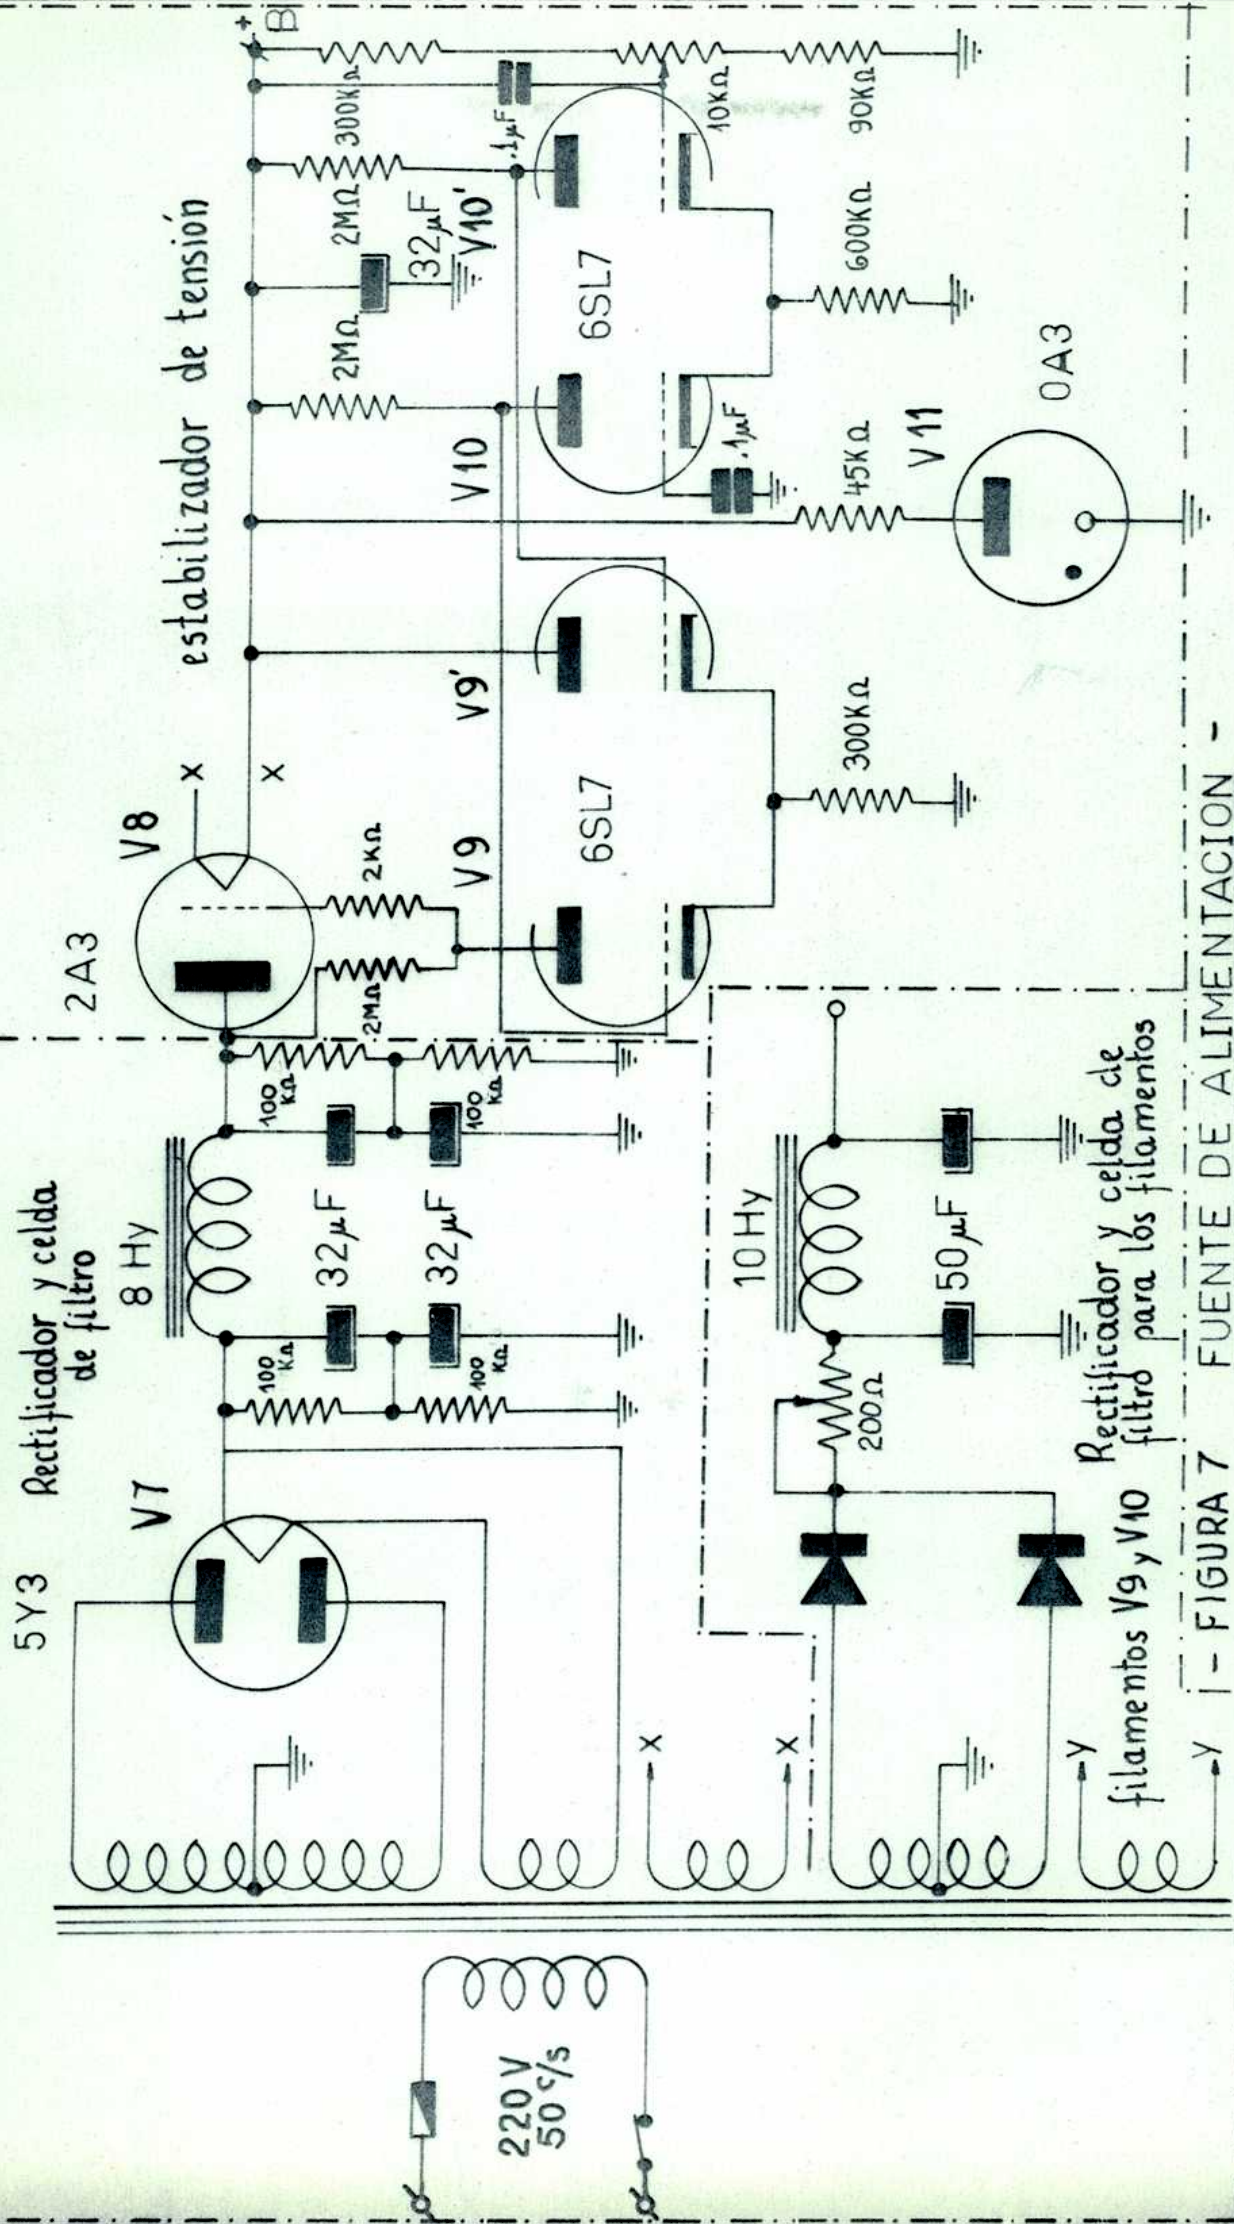 5Y3
V7
Rectificador y celda
de filtro
8 Hy
100
KΩ
100
KΩ
32µF
32µF
100
KΩ
100
KΩ
2A3
V8
x
x
2MΩ
2KΩ
V9
V9'
6SL7
300KΩ
estabilizador de tensión
2MΩ
32µF
2MΩ
300KΩ
.1µF
+
B
V10
V10'
6SL7
.1µF
10KΩ
90KΩ
600KΩ
45KΩ
V11
0A3
220V
50 c/s
X
X
Y
Y
200Ω
10Hy
50µF
filamentos V9 y V10
Rectificador y celda de
filtro para los filamentos
- FIGURA 7 FUENTE DE ALIMENTACION -